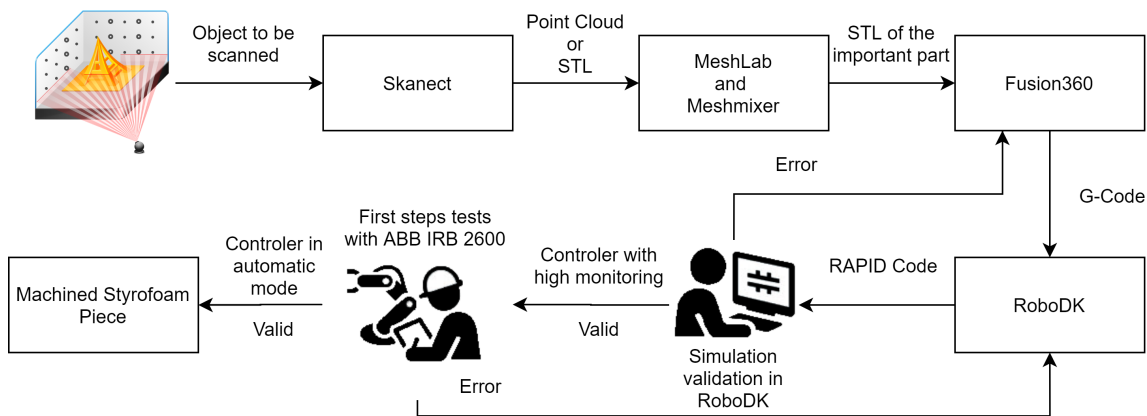 Object to be
scanned
Skanect
Point Cloud
or
STL
MeshLab
and
Meshmixer
STL of the
important part
Fusion360
Error
G-Code
First steps tests
with ABB IRB 2600
Controler in
automatic
mode
Valid
Machined Styrofoam
Piece
Controler with
high monitoring
Valid
RAPID Code
RoboDK
Simulation
validation in
RoboDK
Error